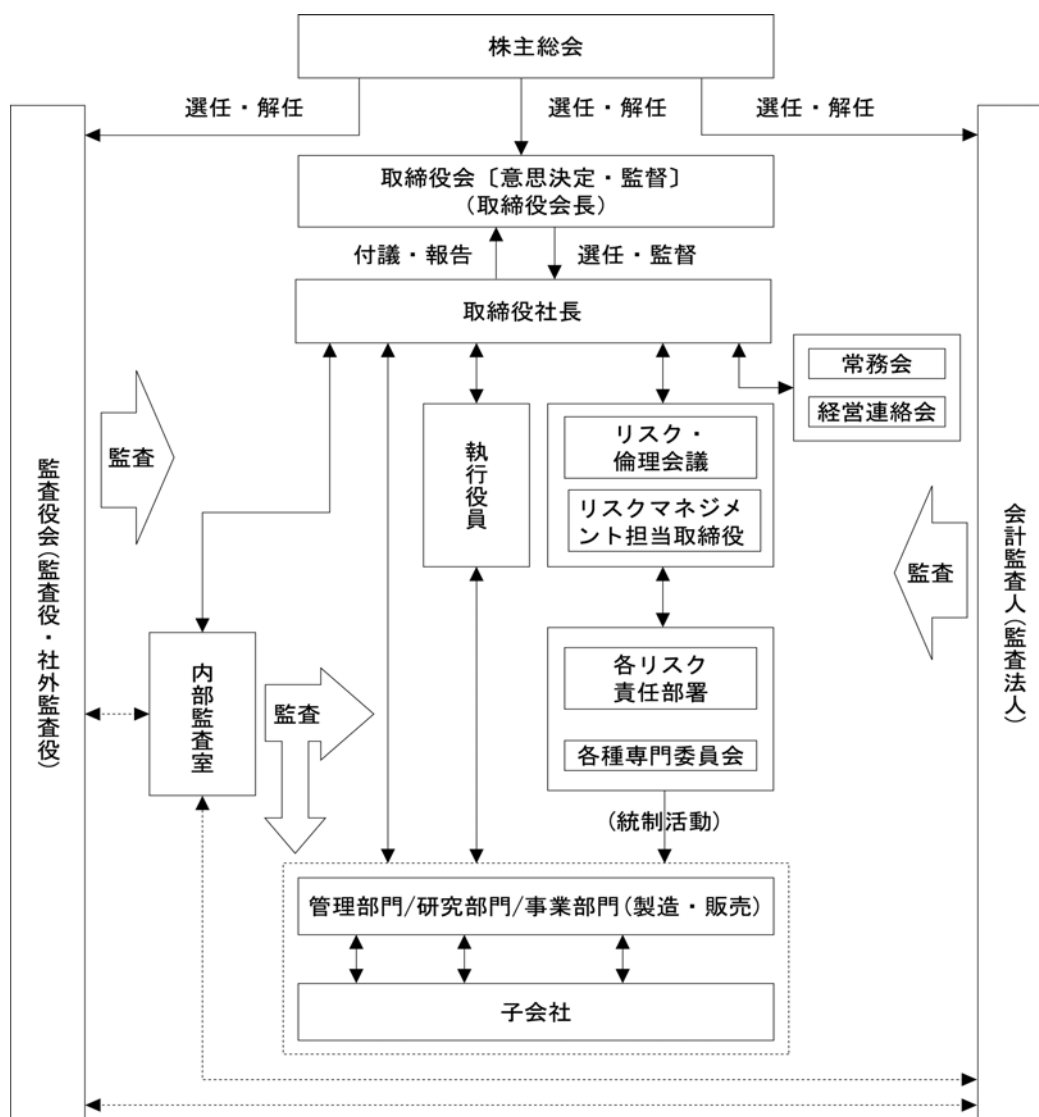 株主総会
選任・解任
選任・解任
選任・解任
取締役会〔意思決定・監督〕
(取締役会長)
付議・報告
選任・監督
取締役社長
常務会
経営連絡会
執行役員
リスク・
倫理会議
リスクマネジメ
ント担当取締役
監査
監査役会(監査役・社外監査役)
会計監査人(監査法人)
監査
内部監査室
監査
各リスク
責任部署
各種専門委員会
(統制活動)
管理部門/研究部門/事業部門(製造・販売)
子会社